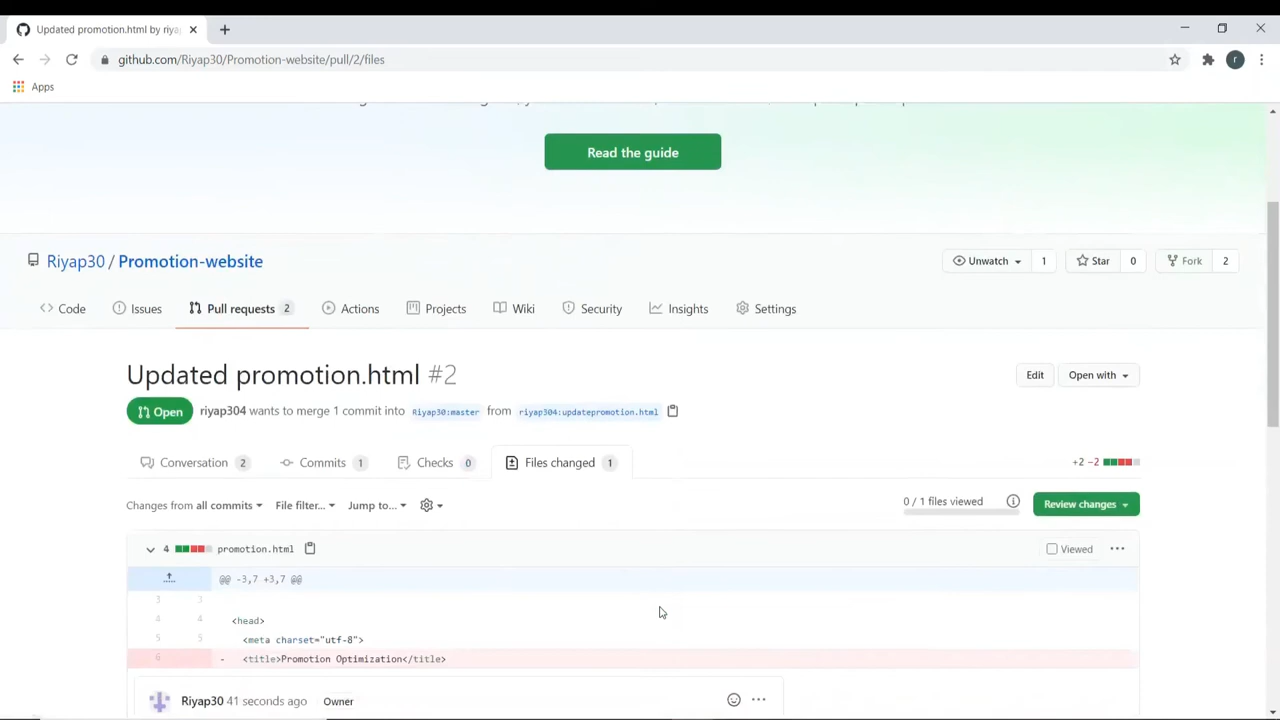 Updated promotion.html by riya
github.com/Riyap30/Promotion-website/pull/2/files
r
Apps
Read the guide
Riyap30 / Promotion-website
Unwatch 1
Star 0
Fork 2
Code
Issues
Pull requests 2
Actions
Projects
Wiki
Security
Insights
Settings
Updated promotion.html #2
Edit
Open with
Open
riyap304 wants to merge 1 commit into Riyap30:master from riyap304:updatepromotion.html
Conversation 2
Commits 1
Checks 0
Files changed 1
+2 −2
Changes from all commits
File filter...
Jump to...
0 / 1 files viewed
Review changes
4 promotion.html
Viewed
@@ -3,7 +3,7 @@
3 3
4 4 <head>
5 5 <meta charset="utf-8">
6 - <title>Promotion Optimization</title>
Riyap30 41 seconds ago Owner